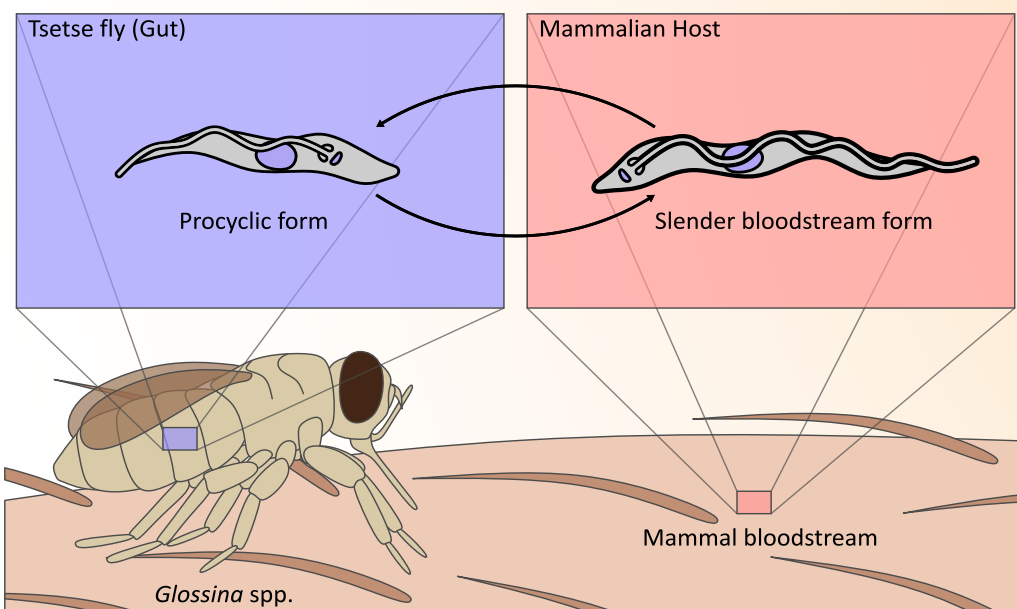 Tsetse fly (Gut)
Mammalian Host
Procyclic form
Slender bloodstream form
Mammal bloodstream
Glossina spp.